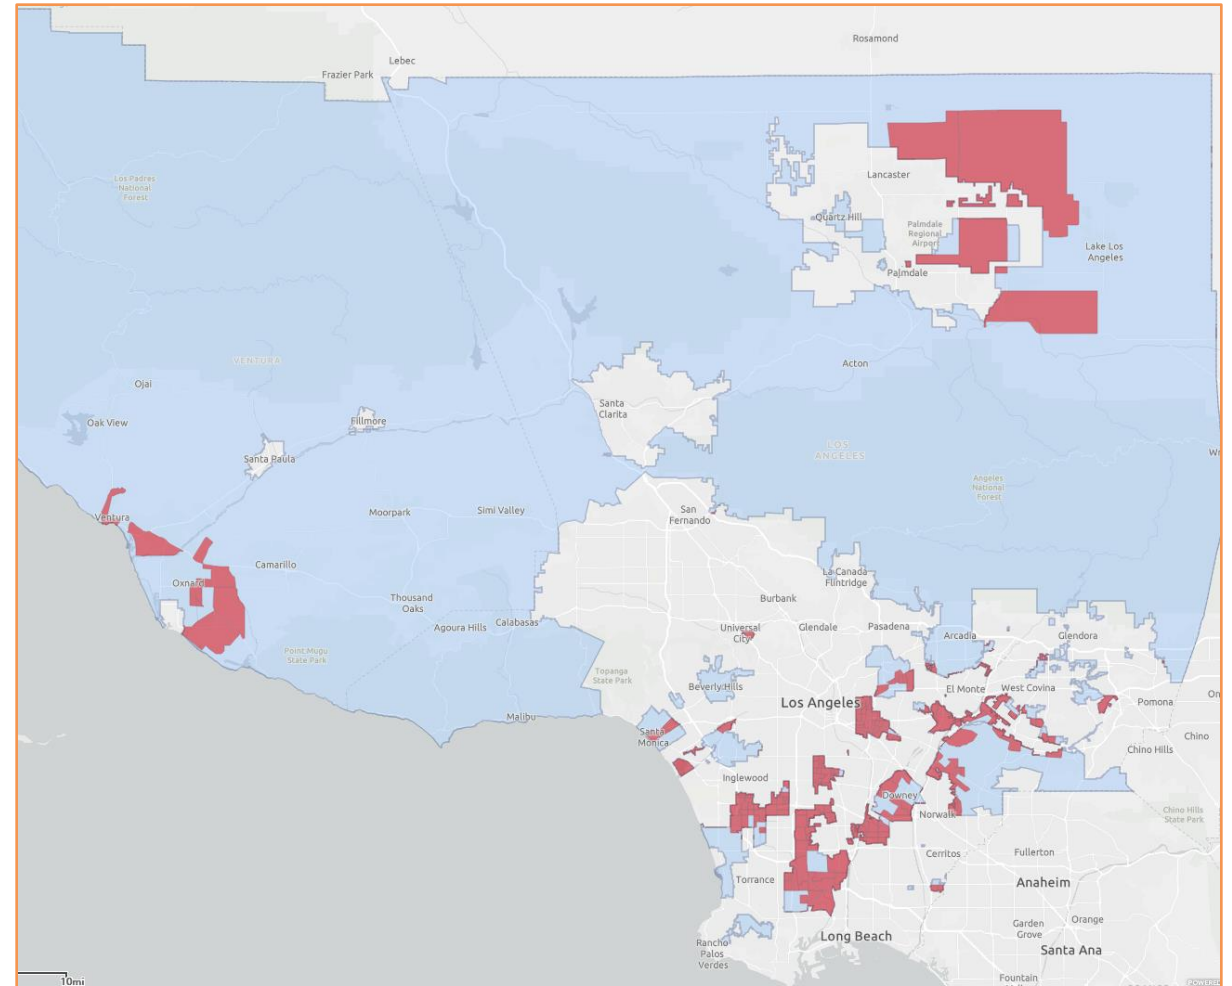 Rosamond
Lebec
Frazier Park
Los Padres
National
Forest
Lancaster
Quartz Hill
Palmdale
Regional
Airport
Lake Los
Angeles
Palmdale
VENTURA
Acton
Ojai
Santa
Clarita
Oak View
Fillmore
LOS
ANGELES
Santa Paula
Angeles
National
Forest
San
Fernando
Ventura
Moorpark
Simi Valley
Camarillo
La Canada
Flintridge
Oxnard
Thousand
Oaks
Burbank
Agoura Hills
Calabasas
Universal
City
Glendale
Pasadena
Arcadia
Glendora
Point Mugu
State Park
Topanga
State Park
Beverly Hills
El Monte
West Covina
Los Angeles
Pomona
On
Malibu
Santa
Monica
Chino
Chino Hills
Inglewood
Downey
Norwalk
Chino Hills
State Park
Cerritos
Fullerton
Torrance
Anaheim
Garden
Grove
Orange
Long Beach
Rancho
Palos
Verdes
Santa Ana
Fountain
10mi